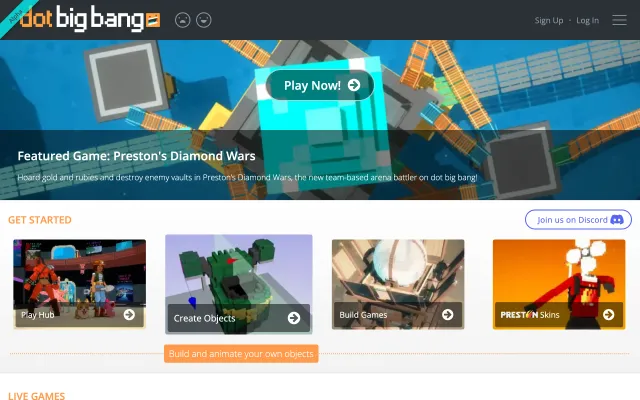 Alpha
dot big bang
Sign Up · Log In
Play Now!
Featured Game: Preston's Diamond Wars
Hoard gold and rubies and destroy enemy vaults in Preston's Diamond Wars, the new team-based arena battler on dot big bang!
GET STARTED
Join us on Discord
Play Hub
Create Objects
Build Games
PRESTON Skins
Build and animate your own objects
LIVE GAMES